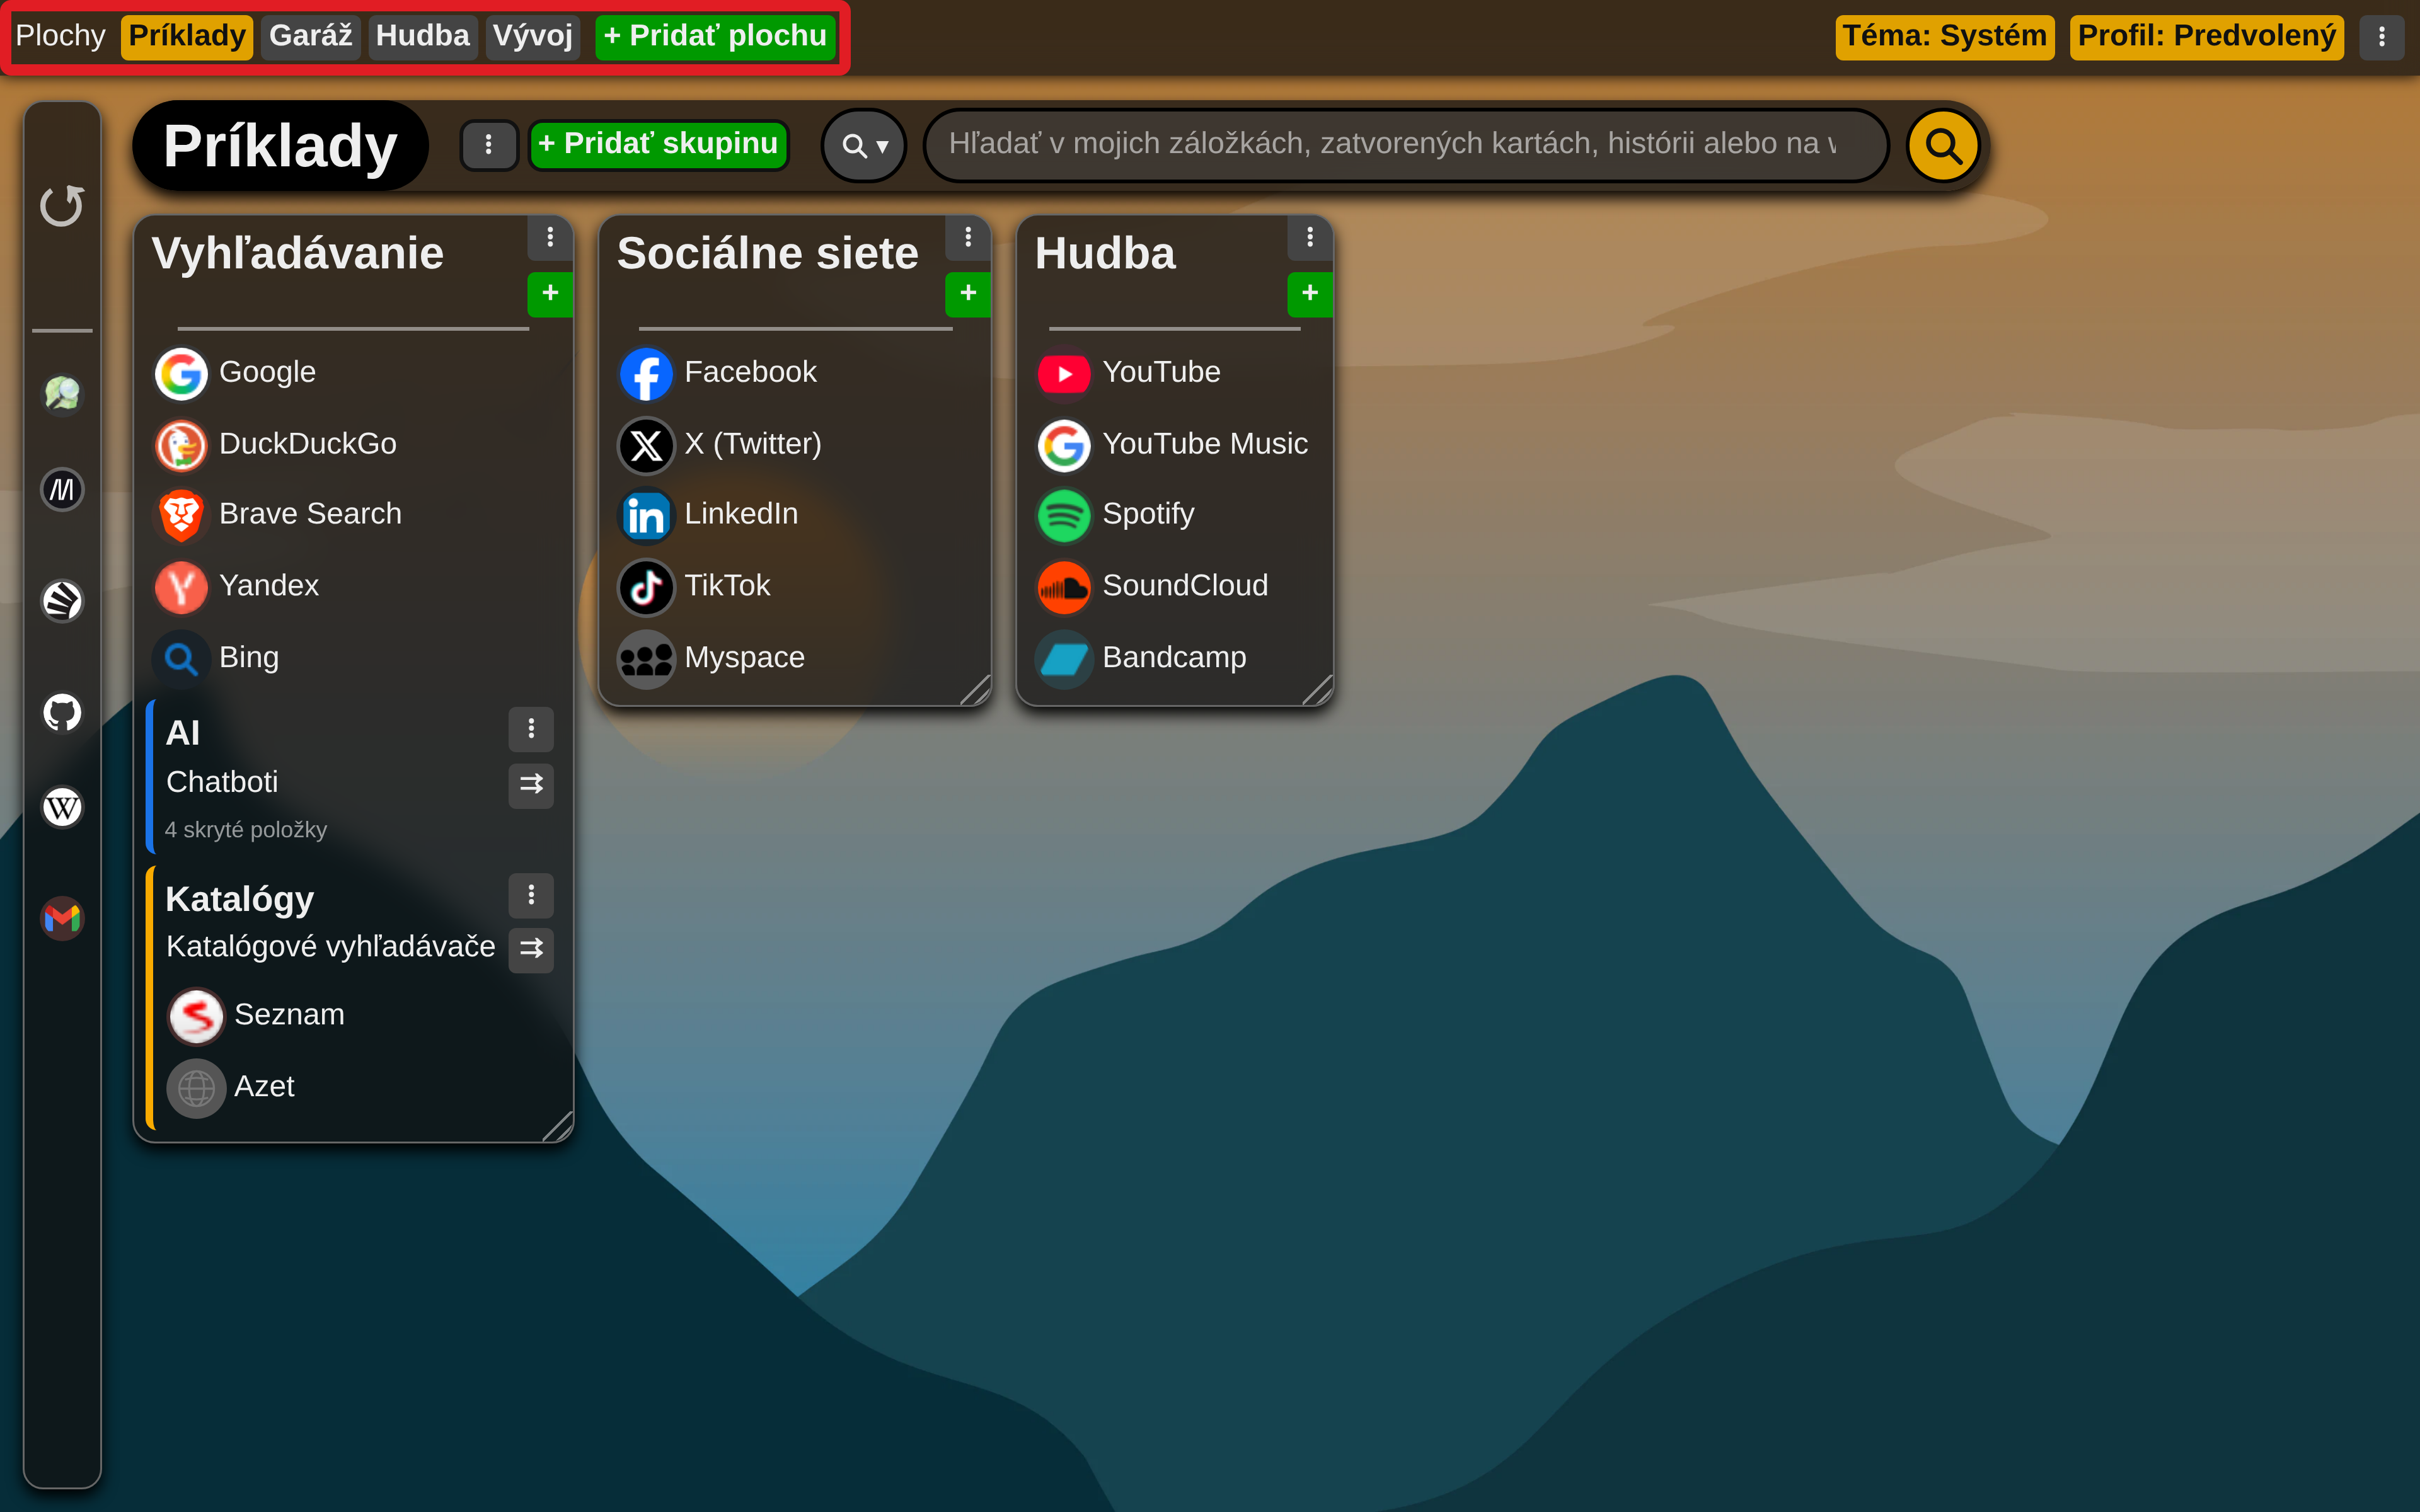 Plochy Príklady Garáž Hudba Vývoj + Pridať plochu Téma: Systém Profil: Predvolený
Príklady + Pridať skupinu Hľadať v mojich záložkách, zatvorených kartách, histórii alebo na
Vyhľadávanie
+
Google
DuckDuckGo
Brave Search
Yandex
Bing
AI
Chatboti
4 skryté položky
Katalógy
Katalógové vyhľadávače
Seznam
Azet
Sociálne siete
+
Facebook
X (Twitter)
LinkedIn
TikTok
Myspace
Hudba
+
YouTube
YouTube Music
Spotify
SoundCloud
Bandcamp